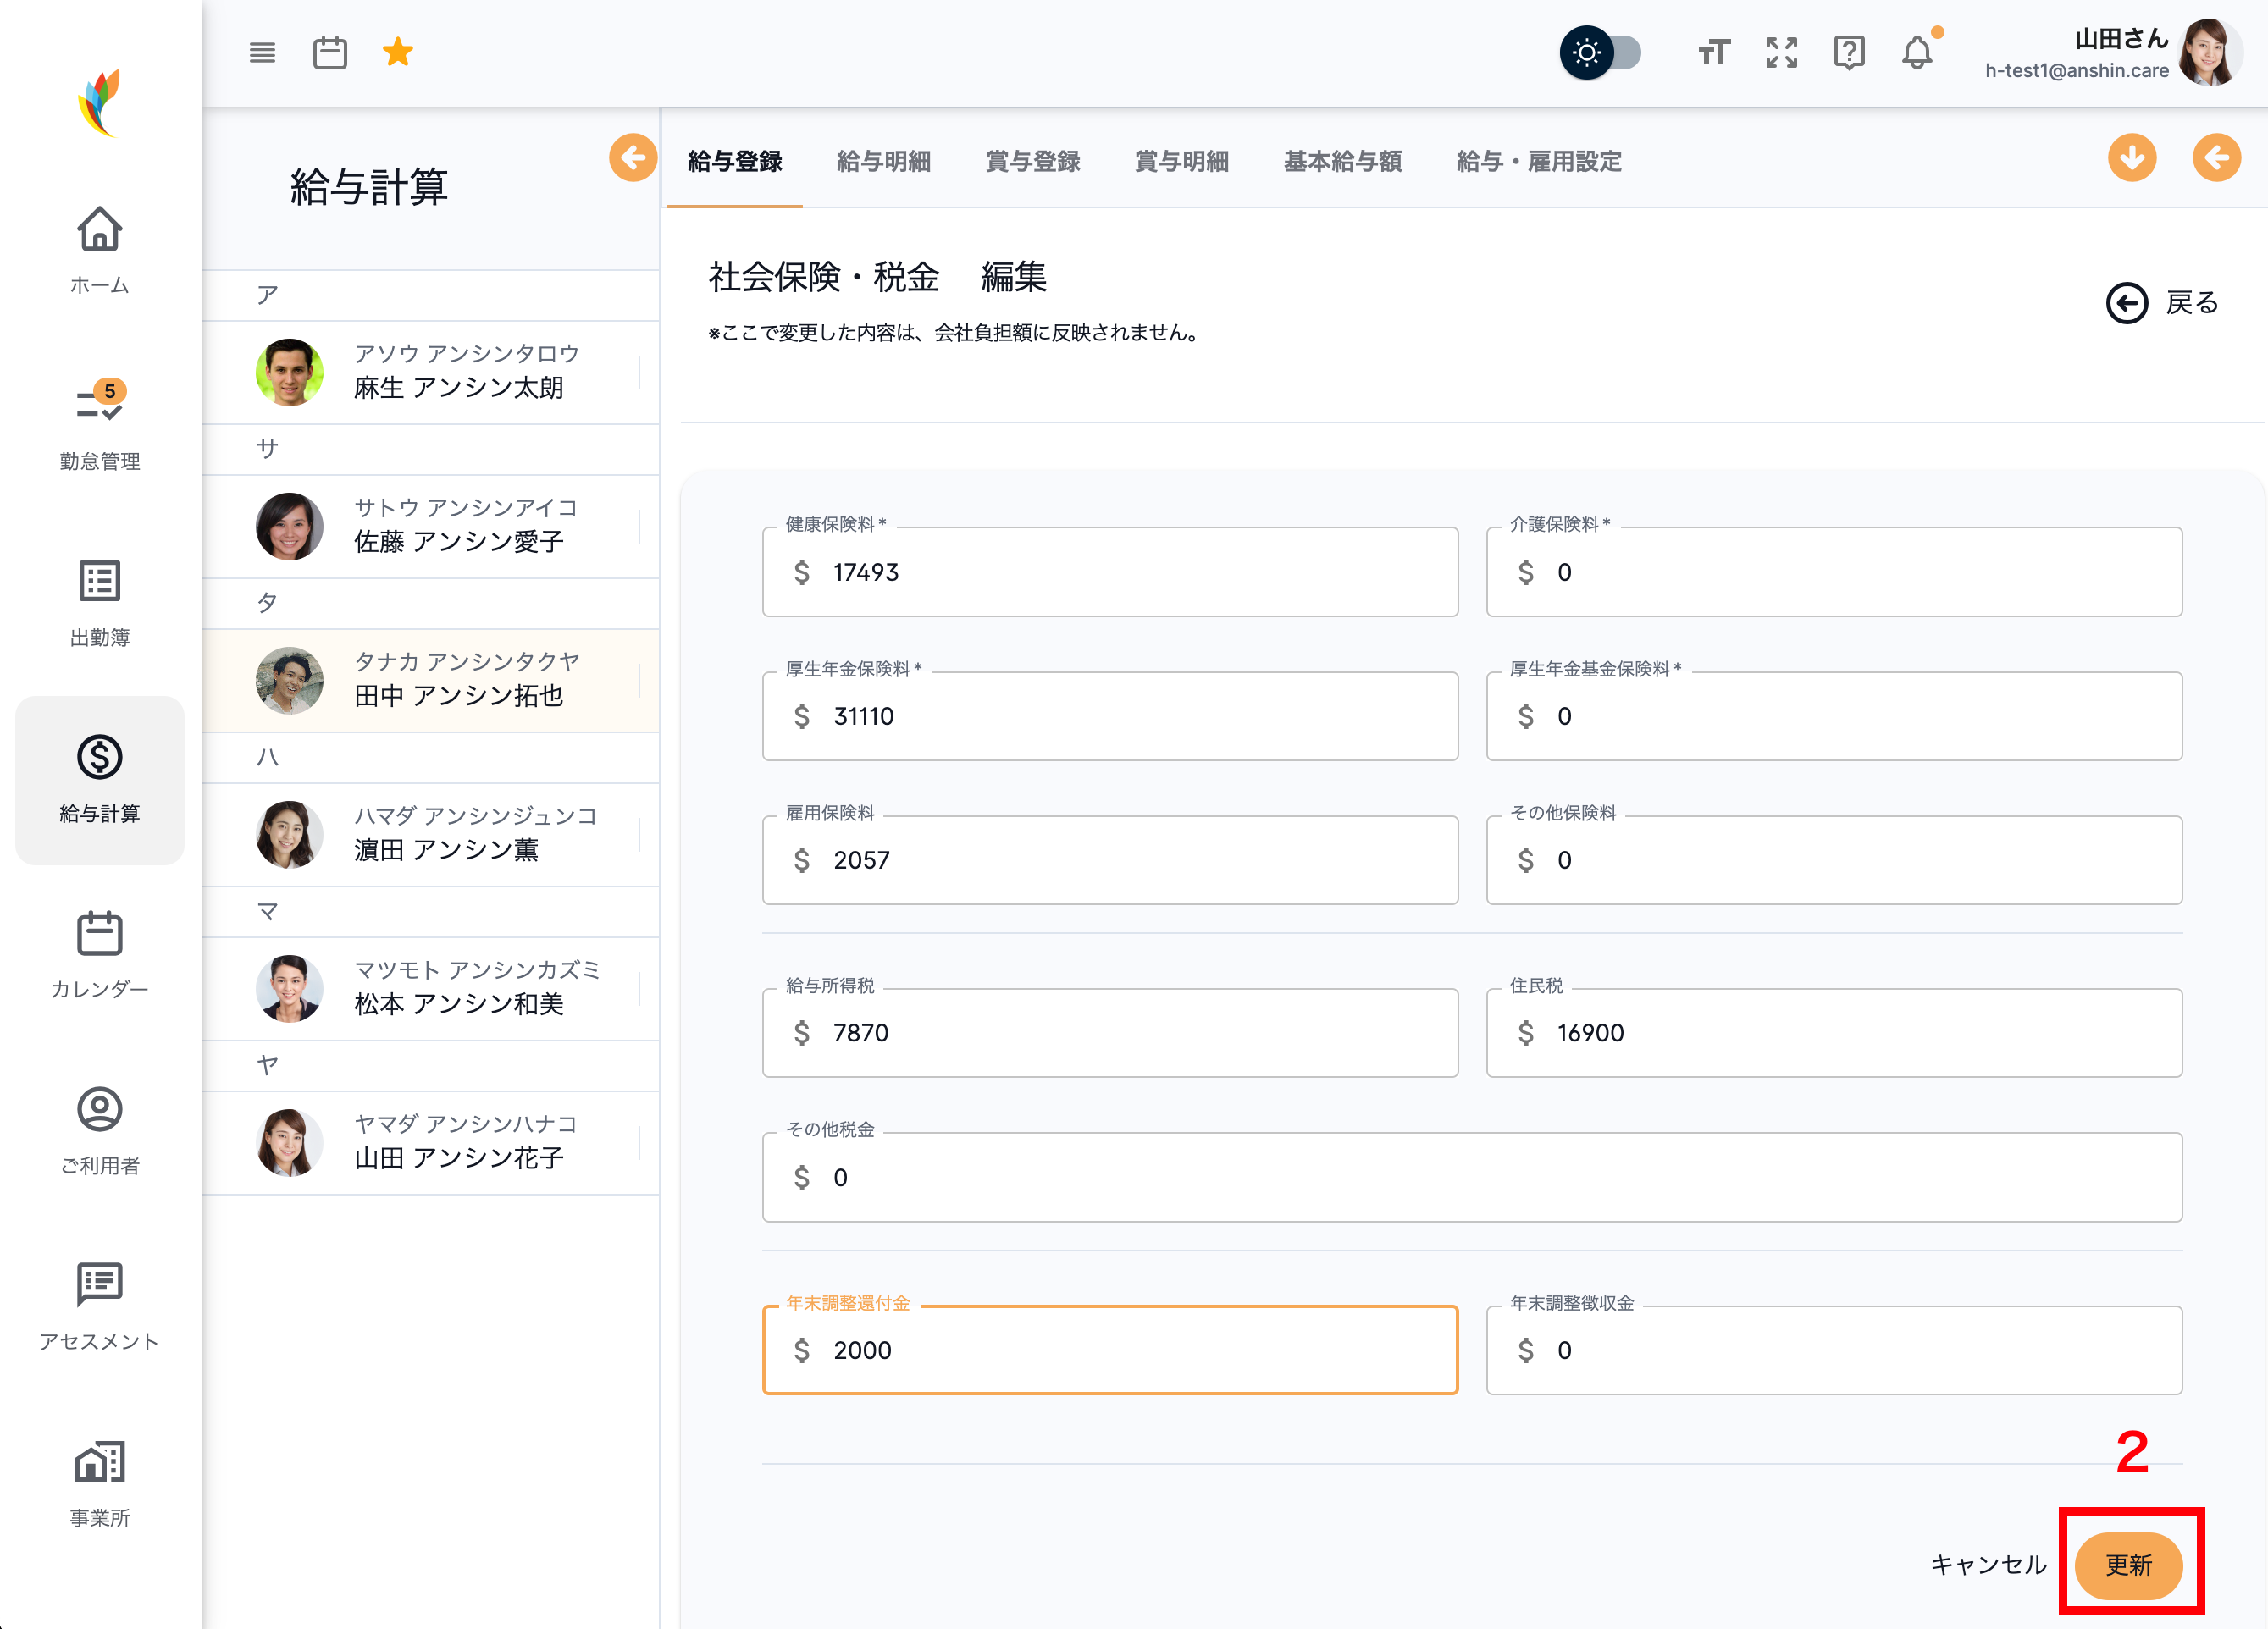 山田さん
h-test1@anshin.care
ホーム
5
勤怠管理
出勤簿
給与計算
カレンダー
ご利用者
アセスメント
事業所
給与計算
ア
アソウ アンシンタロウ
麻生 アンシン太朗
サ
サトウ アンシンアイコ
佐藤 アンシン愛子
タ
タナカ アンシンタクヤ
田中 アンシン拓也
ハ
ハマダ アンシンジュンコ
濵田 アンシン薫
マ
マツモト アンシンカズミ
松本 アンシン和美
ヤ
ヤマダ アンシンハナコ
山田 アンシン花子
給与登録 給与明細 賞与登録 賞与明細 基本給与額 給与・雇用設定
社会保険・税金 編集
戻る
※ここで変更した内容は、会社負担額に反映されません。
健康保険料 * 介護保険料 *
$ 17493 $ 0
厚生年金保険料 * 厚生年金基金保険料 *
$ 31110 $ 0
雇用保険料 その他保険料
$ 2057 $ 0
給与所得税 住民税
$ 7870 $ 16900
その他税金
$ 0
年末調整還付金 年末調整徴収金
$ 2000 $ 0
2
キャンセル 更新